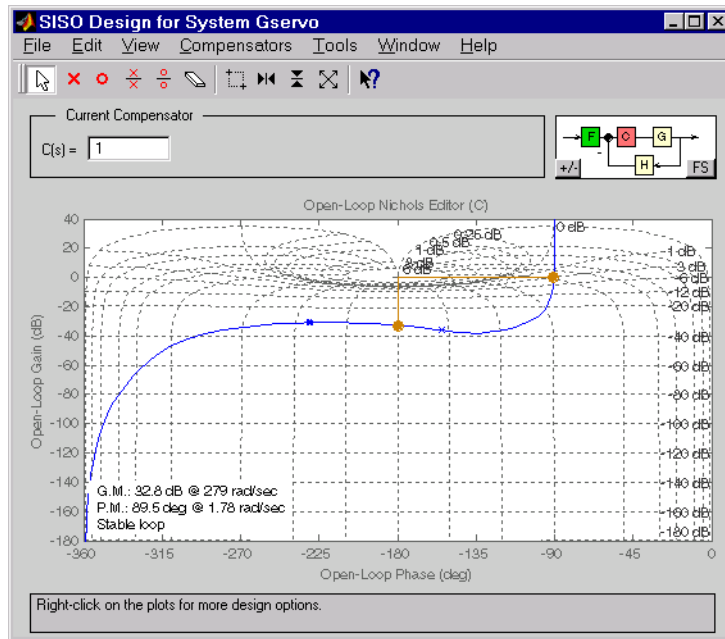 SISO Design for System Gservo
File Edit View Compensators Tools Window Help
Current Compensator
C(s) = 1
F C G
H
+/- FS
Open-Loop Nichols Editor (C)
40
20
0
-20
-40
-60
-80
-100
-120
-140
-160
-180
Open-Loop Gain (dB)
0 dB
0.25 dB
0.5 dB
1 dB
3 dB
6 dB
-1 dB
-3 dB
-6 dB
-12 dB
-20 dB
-40 dB
-60 dB
-80 dB
-100 dB
-120 dB
-140 dB
-160 dB
-180 dB
G.M.: 32.8 dB @ 279 rad/sec
P.M.: 89.5 deg @ 1.78 rad/sec
Stable loop
-360 -315 -270 -225 -180 -135 -90 -45 0
Open-Loop Phase (deg)
Right-click on the plots for more design options.